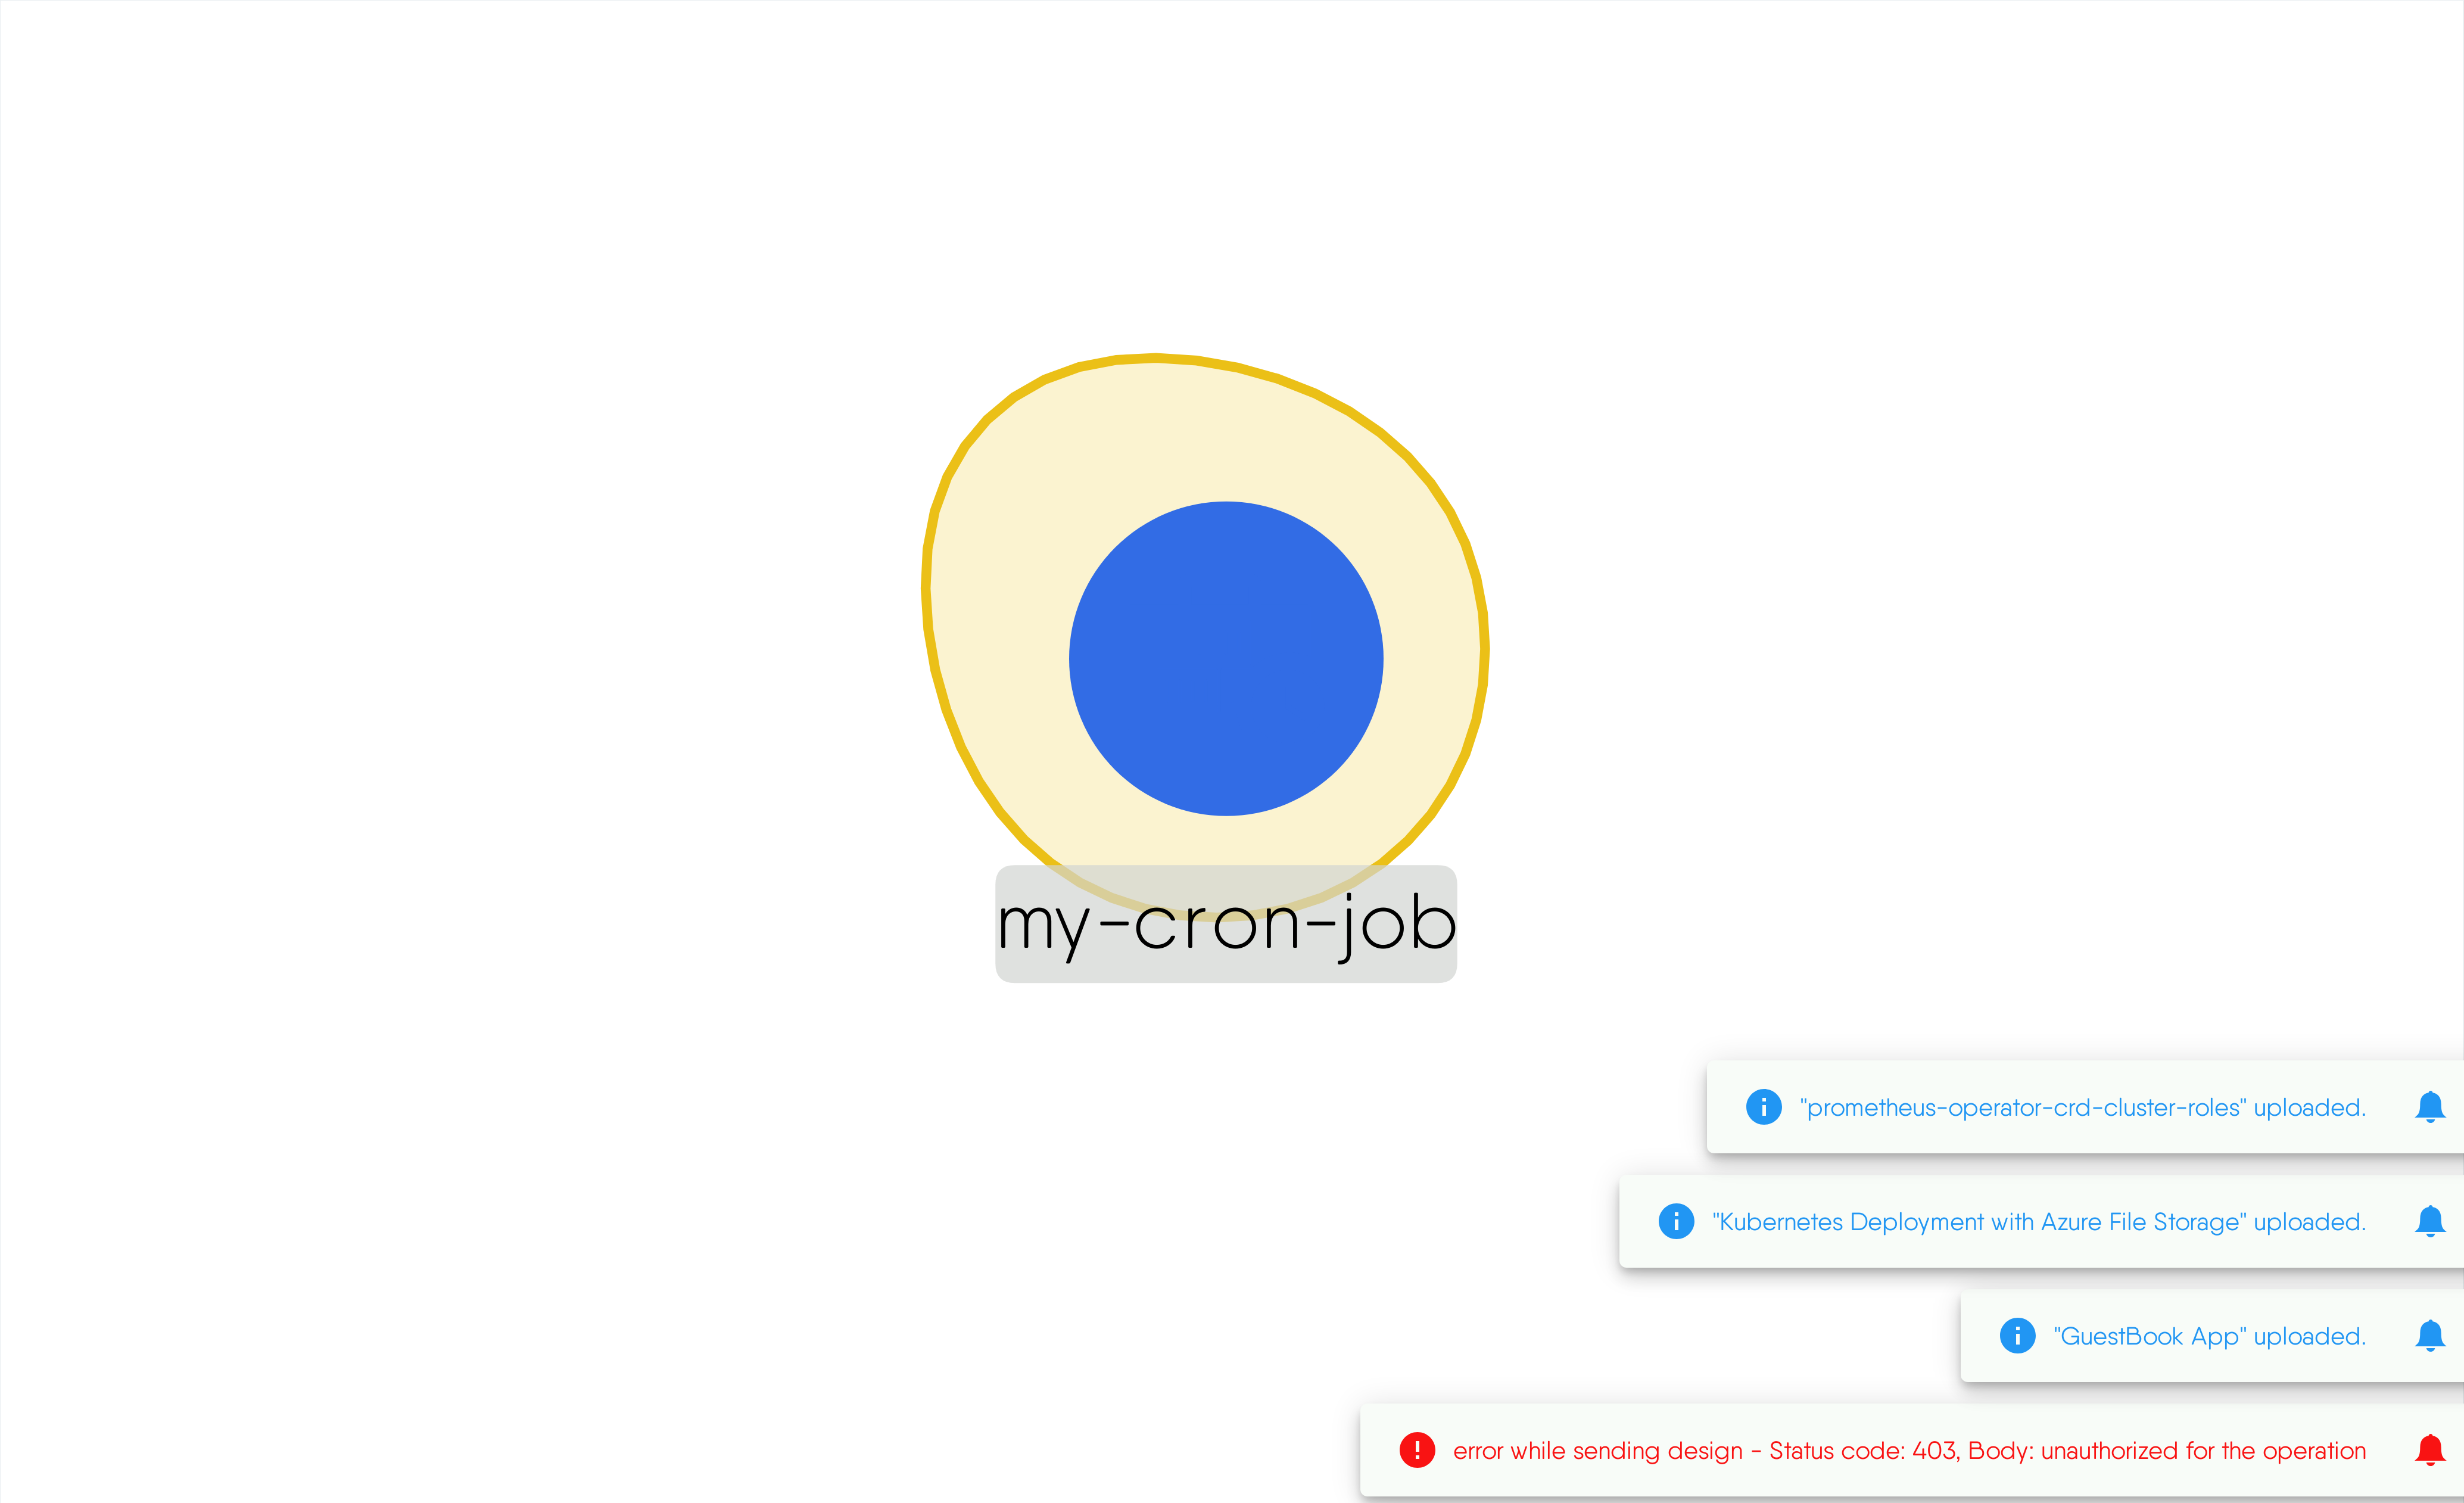 my-cron-job
"prometheus-operator-crd-cluster-roles" uploaded.
"Kubernetes Deployment with Azure File Storage" uploaded.
"GuestBook App" uploaded.
error while sending design - Status code: 403, Body: unauthorized for the operation